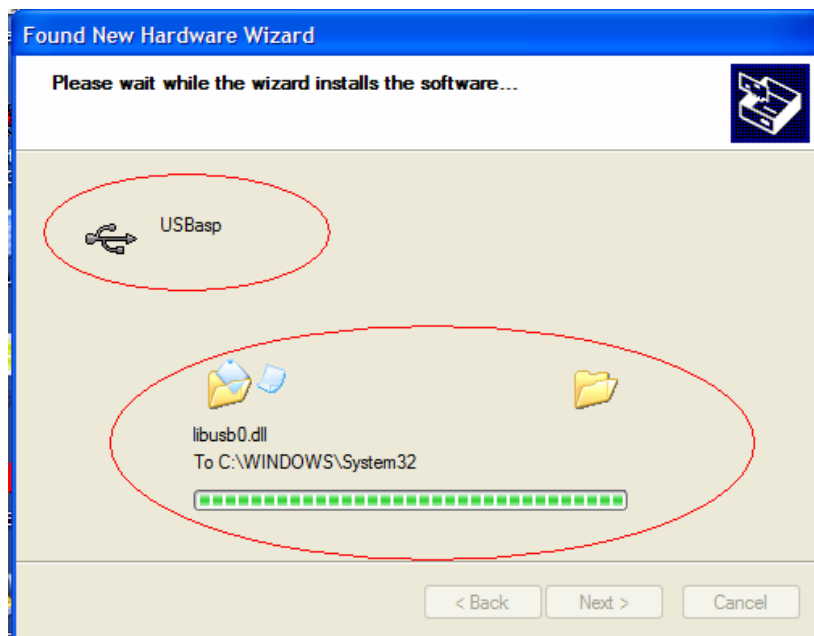 Found New Hardware Wizard
Please wait while the wizard installs the software...
USBasp
libusb0.dll
To C:\WINDOWS\System32
< Back
Next >
Cancel